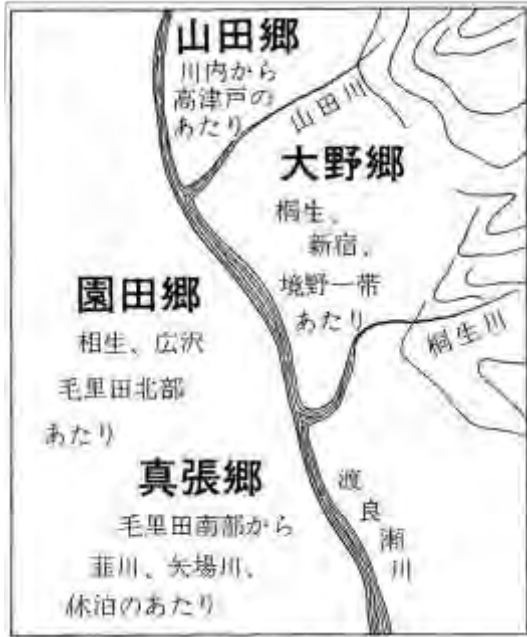 山田郷
川内から
高津戸の
あたり
山田川
大野郷
桐生、
新宿、
境野一帯
あたり
桐生川
園田郷
相生、広沢
毛里田北部
あたり
真張郷
毛里田南部から
韮川、矢場川、
休泊のあたり
渡良瀬川